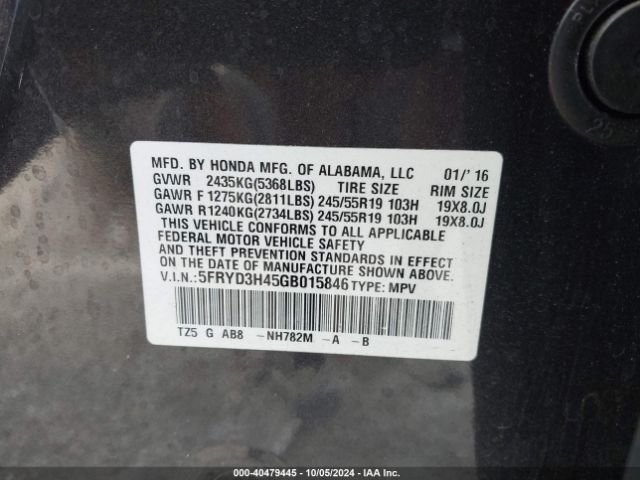 PL
25
MFD. BY HONDA MFG. OF ALABAMA, LLC 01/'16
GVWR 2435KG(5368LBS) TIRE SIZE RIM SIZE
GAWR F 1275KG(2811LBS) 245/55R19 103H 19X8.0J
GAWR R 1240KG(2734LBS) 245/55R19 103H 19X8.0J
THIS VEHICLE CONFORMS TO ALL APPLICABLE
FEDERAL MOTOR VEHICLE SAFETY
AND THEFT PREVENTION STANDARDS IN EFFECT
ON THE DATE OF MANUFACTURE SHOWN ABOVE.
V.I.N.:5FRYD3H45GB015846 TYPE: MPV
TZ5 G AB8 -NH782M -A -B
000-40479445 - 10/05/2024 - IAA Inc.